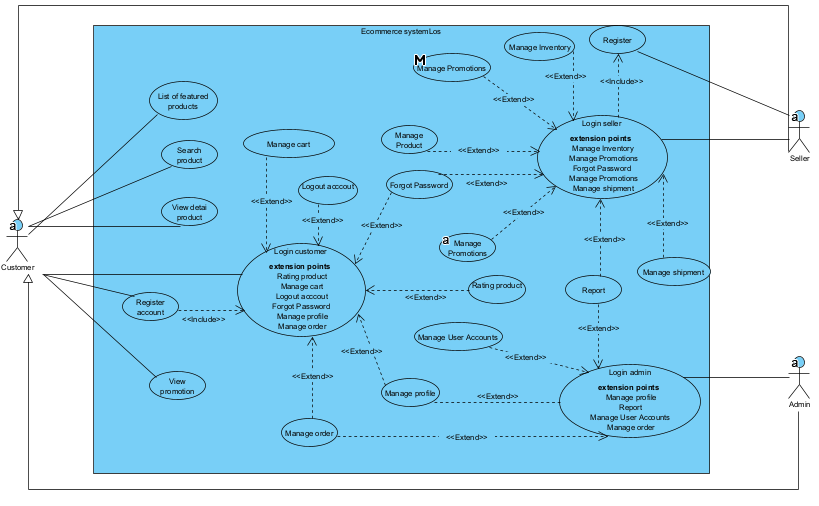 Ecommerce systemLos
M
Manage Promotions
<<Extend>>
Manage Inventory
<<Extend>>
Register
<<Include>>
a
Seller
List of featured
products
Search
product
View detai
product
Manage cart
<<Extend>>
Logout acccout
<<Extend>>
Manage
Product
<<Extend>>
Forgot Password
<<Extend>>
<<Extend>>
Login seller
extension points
Manage Inventory
Manage Promotions
Forgot Password
Manage Promotions
Manage shipment
<<Extend>>
a
Manage
Promotions
<<Extend>>
<<Extend>>
Manage shipment
a
Customer
Login customer
extension points
Rating product
Manage cart
Logout acccout
Forgot Password
Manage profile
Manage order
Rating product
<<Extend>>
Report
<<Extend>>
Register
account
<<Include>>
Manage User Accounts
<<Extend>>
<<Extend>>
View
promotion
<<Extend>>
Manage profile
<<Extend>>
Login admin
extension points
Manage profile
Report
Manage User Accounts
Manage order
a
Admin
Manage order
<<Extend>>